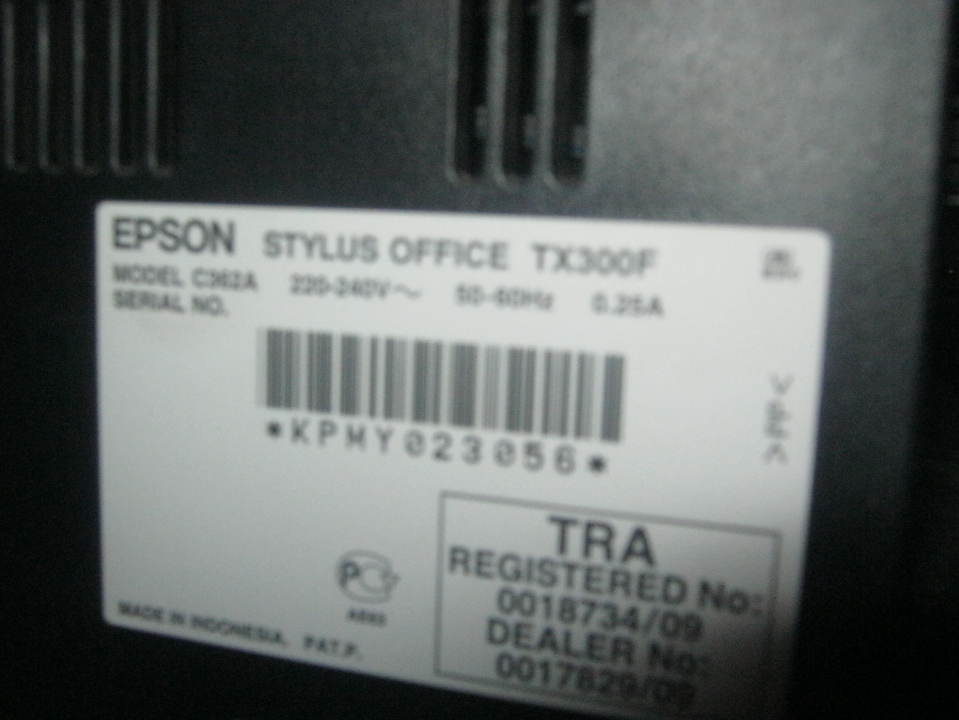 EPSON STYLUS OFFICE TX300F
MODEL C362A 220-240V~ 50-60Hz 0.25A
SERIAL NO.
*KPMY023056*
>PS<
TRA
REGISTERED No:
0018734/09
DEALER No:
0017829/09
MADE IN INDONESIA, PAT.P.